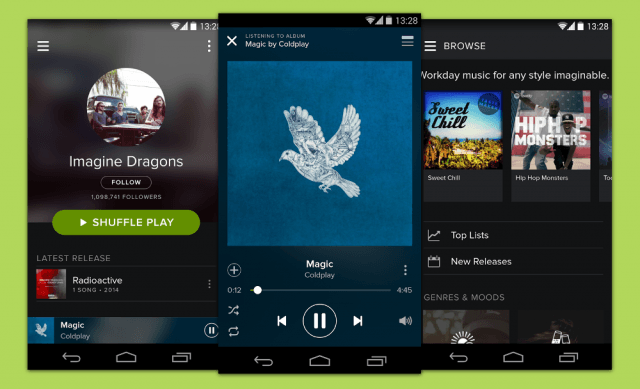 13:28
Imagine Dragons
FOLLOW
1,098,741 FOLLOWERS
SHUFFLE PLAY
LATEST RELEASE
Radioactive
1 SONG • 2014
Magic
Coldplay
13:28
LISTENING TO ALBUM
Magic by Coldplay
Magic
Coldplay
0:12
4:45
13:28
BROWSE
Workday music for any style imaginable.
Sweet Chill
HIP HOP MONSTERS
Sweet Chill
Hip Hop Monsters
Top Lists
New Releases
GENRES & MOODS